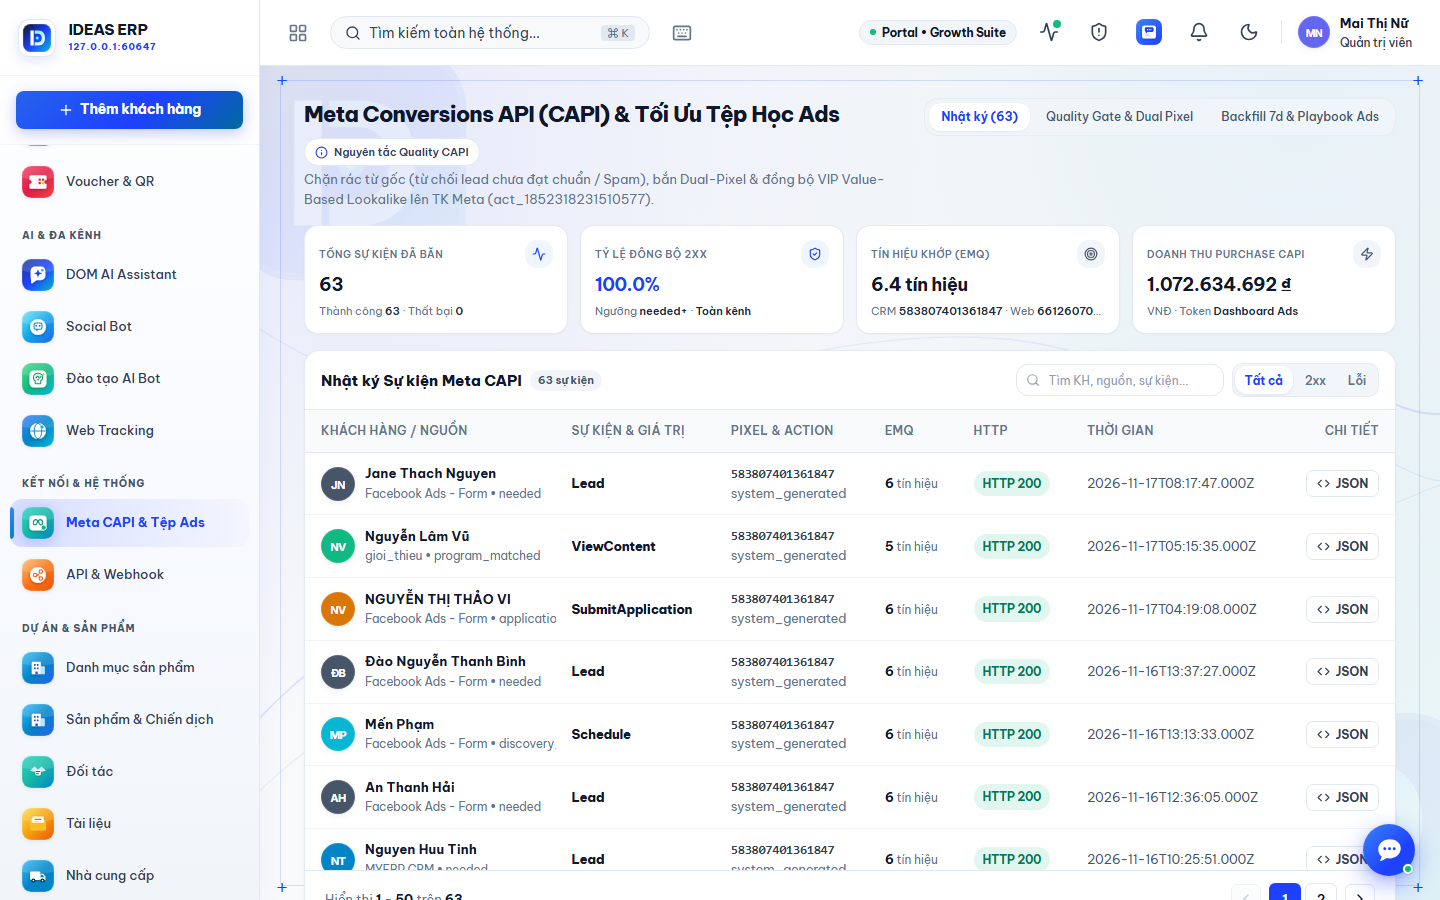 IDEAS ERP
127.0.0.1:60647
Thêm khách hàng
Voucher & QR
AI & ĐA KÊNH
DOM AI Assistant
Social Bot
Đào tạo AI Bot
Web Tracking
KẾT NỐI & HỆ THỐNG
Meta CAPI & Tệp Ads
API & Webhook
DỰ ÁN & SẢN PHẨM
Danh mục sản phẩm
Sản phẩm & Chiến dịch
Đối tác
Tài liệu
Nhà cung cấp
Tìm kiếm toàn hệ thống...
⌘ K
Portal • Growth Suite
MN
Mai Thị Nữ
Quản trị viên
Meta Conversions API (CAPI) & Tối Ưu Tệp Học Ads
Nguyên tắc Quality CAPI
Chặn rác từ gốc (từ chối lead chưa đạt chuẩn / Spam), bắn Dual-Pixel & đồng bộ VIP Value-
Based Lookalike lên TK Meta (act_1852318231510577).
Nhật ký (63)
Quality Gate & Dual Pixel
Backfill 7d & Playbook Ads
TỔNG SỰ KIỆN ĐÃ BẮN
63
Thành công 63 · Thất bại 0
TỶ LỆ ĐỒNG BỘ 2XX
100.0%
Ngưỡng needed+ · Toàn kênh
TÍN HIỆU KHỚP (EMQ)
6.4 tín hiệu
CRM 583807401361847 · Web 66126070...
DOANH THU PURCHASE CAPI
1.072.634.692 ₫
VNĐ · Token Dashboard Ads
Nhật ký Sự kiện Meta CAPI
63 sự kiện
Tìm KH, nguồn, sự kiện...
Tất cả
2xx
Lỗi
KHÁCH HÀNG / NGUỒN
SỰ KIỆN & GIÁ TRỊ
PIXEL & ACTION
EMQ
HTTP
THỜI GIAN
CHI TIẾT
JN
Jane Thach Nguyen
Facebook Ads - Form • needed
Lead
583807401361847
system_generated
6 tín hiệu
HTTP 200
2026-11-17T08:17:47.000Z
JSON
NV
Nguyễn Lâm Vũ
gioi_thieu • program_matched
ViewContent
583807401361847
system_generated
5 tín hiệu
HTTP 200
2026-11-17T05:15:35.000Z
JSON
NV
NGUYỄN THỊ THẢO VI
Facebook Ads - Form • applicatio
SubmitApplication
583807401361847
system_generated
6 tín hiệu
HTTP 200
2026-11-17T04:19:08.000Z
JSON
ĐB
Đào Nguyễn Thanh Bình
Facebook Ads - Form • needed
Lead
583807401361847
system_generated
6 tín hiệu
HTTP 200
2026-11-16T13:37:27.000Z
JSON
MP
Mến Phạm
Facebook Ads - Form • discovery
Schedule
583807401361847
system_generated
6 tín hiệu
HTTP 200
2026-11-16T13:13:33.000Z
JSON
AH
An Thanh Hải
Facebook Ads - Form • needed
Lead
583807401361847
system_generated
6 tín hiệu
HTTP 200
2026-11-16T12:36:05.000Z
JSON
NT
Nguyen Huu Tinh
MYERP CRM • needed
Lead
583807401361847
system_generated
6 tín hiệu
HTTP 200
2026-11-16T10:25:51.000Z
JSON
Hiển thị 1 - 50 trên 63
1
2